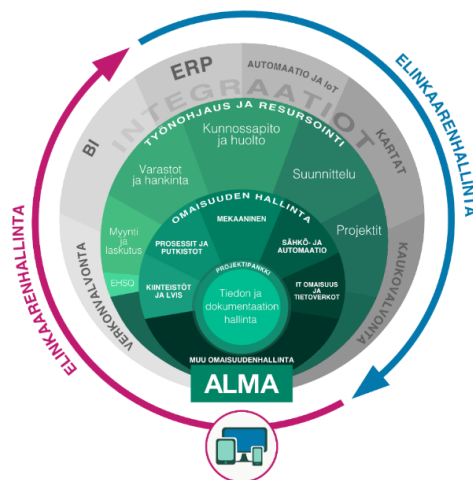 ELINKAARENHALLINTA
ELINKAARENHALLINTA
INTEGRAATIOT
VERKONVALVONTA
BI
ERP
AUTOMAATIO JA IoT
KARTAT
KAUKOVALVONTA
TYÖNOHJAUS JA RESURSOINTI
EHSQ
Myynti
ja
laskutus
Varastot
ja hankinta
Kunnossapito
ja huolto
Suunnittelu
Projektit
OMAISUUDEN HALLINTA
KIINTEISTÖT
JA LVIS
PROSESSIT JA
PUTKISTOT
MEKAANINEN
SÄHKÖ- JA
AUTOMAATIO
IT OMAISUUS
JA
TIETOVERKOT
PROJEKTIPANKKI
Tiedon ja
dokumentaation
hallinta
MUU OMAISUUDENHALLINTA
ALMA